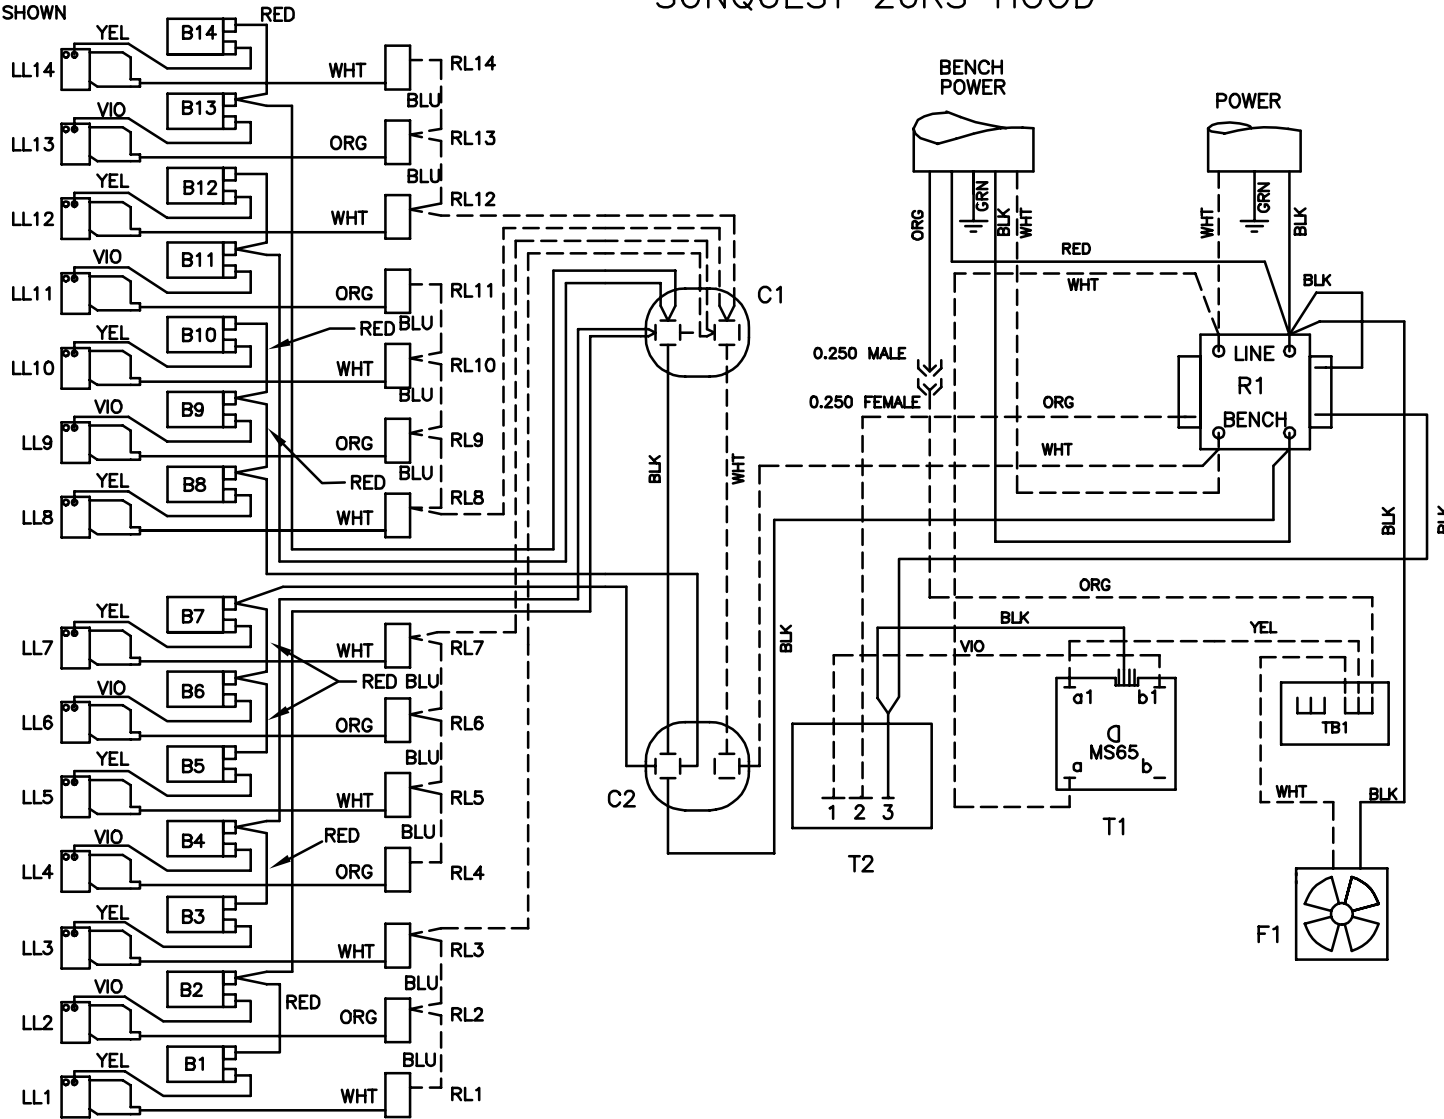 SHOWN
RED
YEL
B14
LL14
WHT
RL14
BLU
VIO
B13
LL13
ORG
RL13
BLU
YEL
B12
LL12
WHT
RL12
VIO
B11
LL11
ORG
RL11
BLU
YEL
B10
RED
LL10
WHT
RL10
BLU
VIO
B9
LL9
ORG
RL9
BLU
YEL
B8
RED
LL8
WHT
RL8
B7
YEL
LL7
WHT
RL7
RED BLU
B6
VIO
LL6
ORG
RL6
BLU
B5
YEL
LL5
WHT
RL5
BLU
B4
VIO
RED
LL4
ORG
RL4
B3
YEL
LL3
WHT
RL3
BLU
B2
VIO
RED
LL2
ORG
RL2
BLU
B1
YEL
LL1
WHT
RL1
C1
BLK
WHT
C2
BLK
BENCH
POWER
ORG
GRN
BLK
WHT
POWER
WHT
GRN
BLK
RED
WHT
BLK
0.250 MALE
0.250 FEMALE
LINE
R1
BENCH
ORG
WHT
BLK
BLK
ORG
BLK
YEL
VIO
a1
b1
MS65
a
b
T1
1
2
3
T2
TB1
WHT
BLK
F1